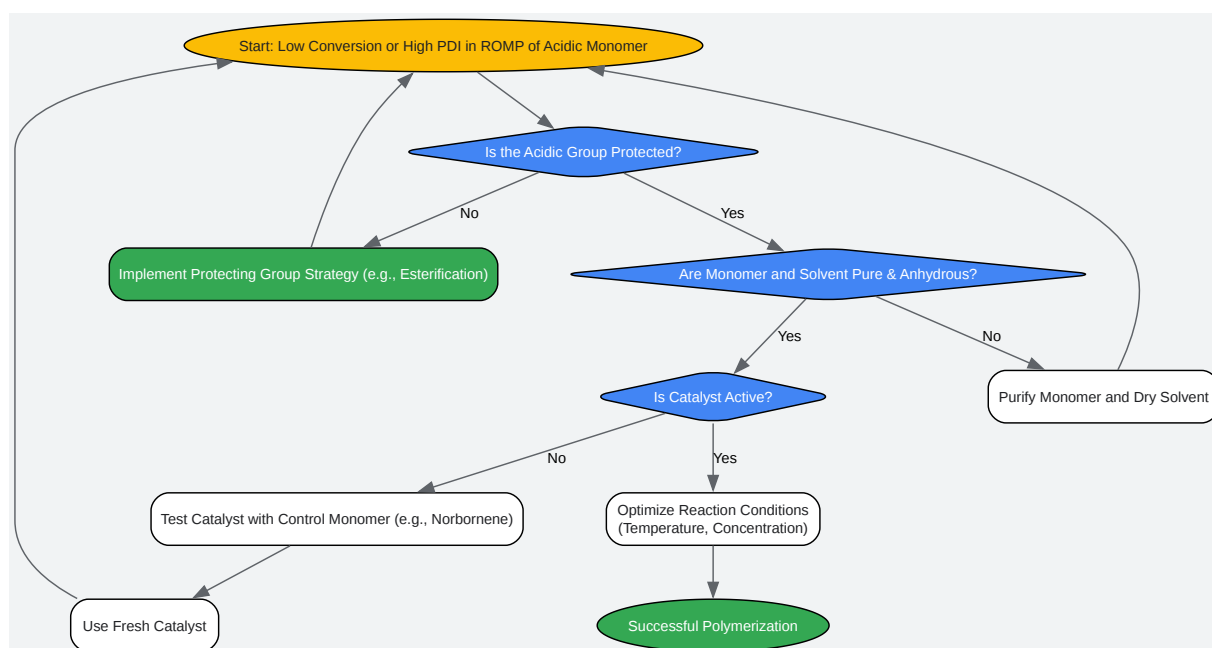 Start: Low Conversion or High PDI in ROMP of Acidic Monomer
Is the Acidic Group Protected?
No
Yes
Implement Protecting Group Strategy (e.g., Esterification)
Are Monomer and Solvent Pure & Anhydrous?
Yes
No
Is Catalyst Active?
Purify Monomer and Dry Solvent
No
Yes
Test Catalyst with Control Monomer (e.g., Norbornene)
Optimize Reaction Conditions
(Temperature, Concentration)
Use Fresh Catalyst
Successful Polymerization